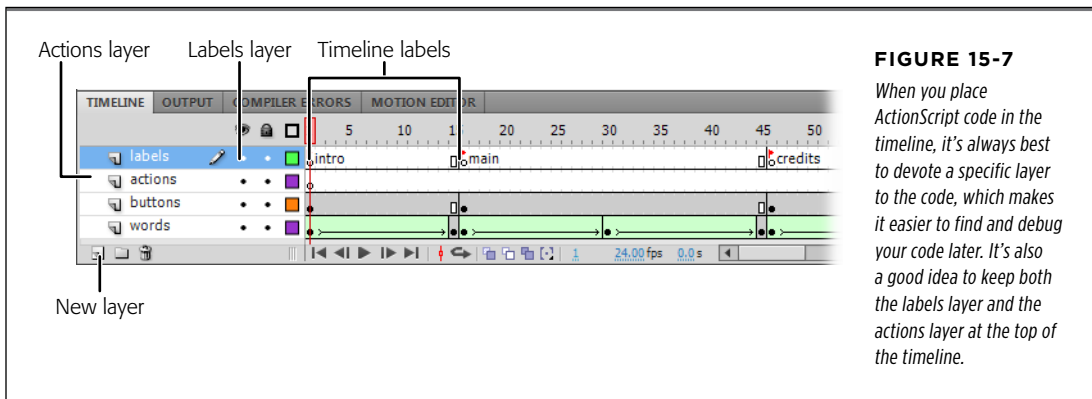 Actions layer Labels layer Timeline labels
TIMELINE OUTPUT COMPILER ERRORS MOTION EDITOR
5 10 15 20 25 30 35 40 45 50
labels intro main credits
actions
buttons
words
1 24.00 fps 0.0 s
New layer
FIGURE 15-7
When you place
ActionScript code in the
timeline, it's always best
to devote a specific layer
to the code, which makes
it easier to find and debug
your code later. It's also
a good idea to keep both
the labels layer and the
actions layer at the top of
the timeline.